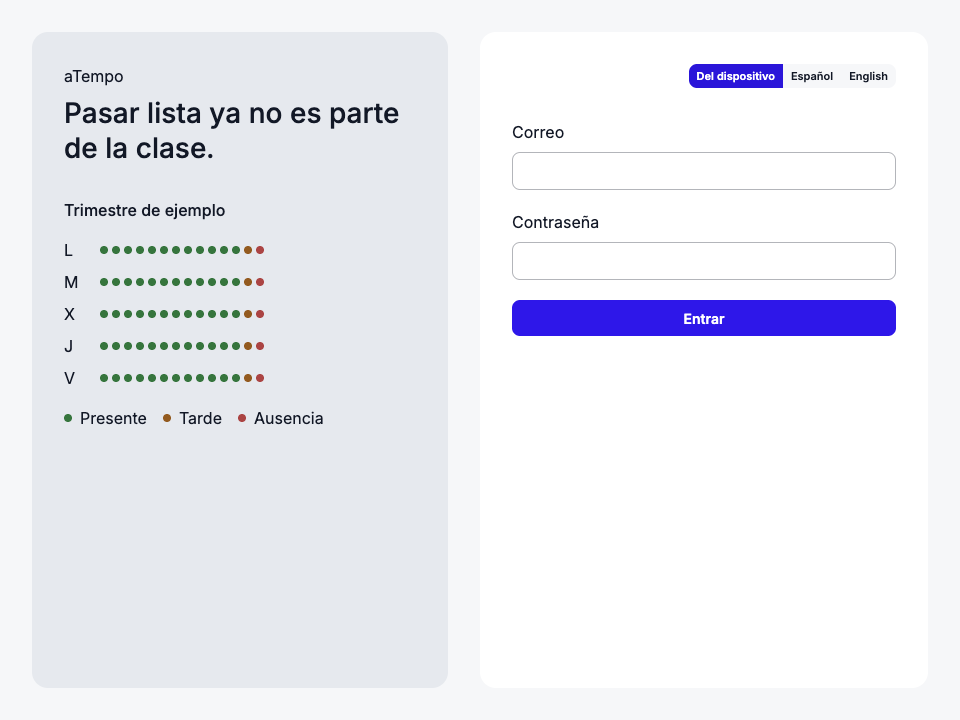 aTempo
Pasar lista ya no es parte
de la clase.
Trimestre de ejemplo
L
M
X
J
V
Presente Tarde Ausencia
Del dispositivo Español English
Correo
Contraseña
Entrar